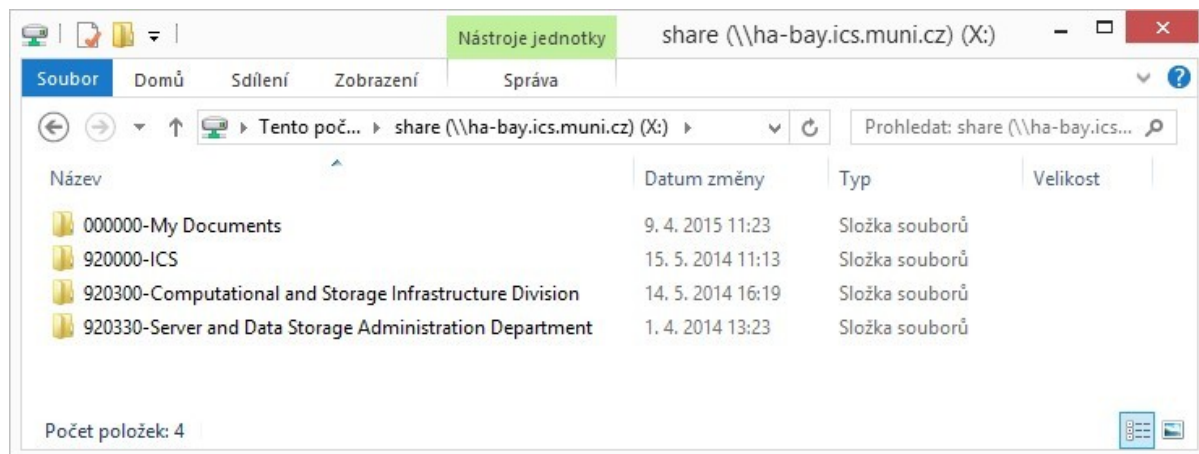 Nástroje jednotky share (\\ha-bay.ics.muni.cz) (X:)
Soubor Domů Sdílení Zobrazení Správa
Tento poč... share (\\ha-bay.ics.muni.cz) (X:) Prohledat: share (\\ha-bay.ics...
Název Datum změny Typ Velikost
000000-My Documents 9. 4. 2015 11:23 Složka souborů
920000-ICS 15. 5. 2014 11:13 Složka souborů
920300-Computational and Storage Infrastructure Division 14. 5. 2014 16:19 Složka souborů
920330-Server and Data Storage Administration Department 1. 4. 2014 13:23 Složka souborů
Počet položek: 4